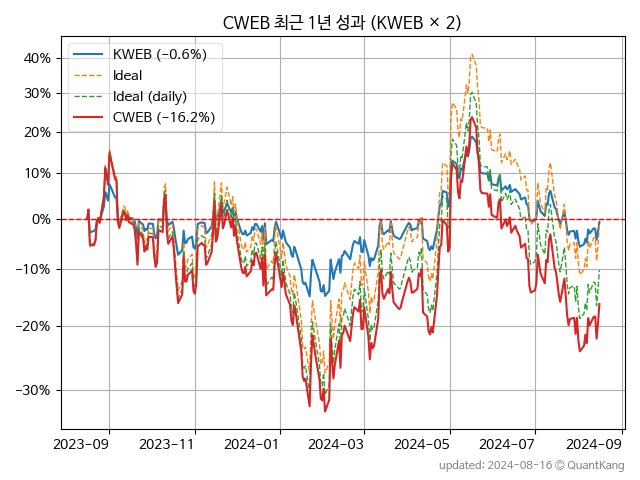 CWEB 최근 1년 성과 (KWEB × 2)
KWEB (−0.6%)
Ideal
Ideal (daily)
CWEB (−16.2%)
40%
30%
20%
10%
0%
−10%
−20%
−30%
2023-09 2023-11 2024-01 2024-03 2024-05 2024-07 2024-09
updated: 2024-08-16 © QuantKang